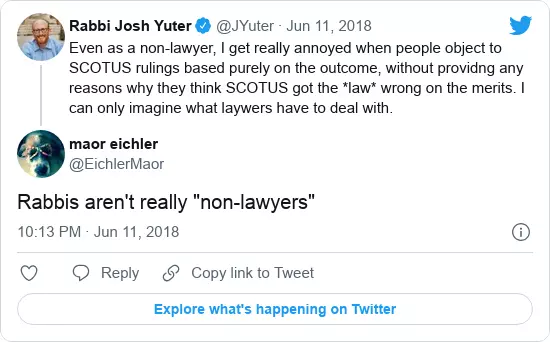 Rabbi Josh Yuter @JYuter · Jun 11, 2018
Even as a non-lawyer, I get really annoyed when people object to
SCOTUS rulings based purely on the outcome, without providng any
reasons why they think SCOTUS got the *law* wrong on the merits. I
can only imagine what laywers have to deal with.
maor eichler
@EichlerMaor
Rabbis aren't really "non-lawyers"
10:13 PM · Jun 11, 2018
Reply Copy link to Tweet
Explore what's happening on Twitter